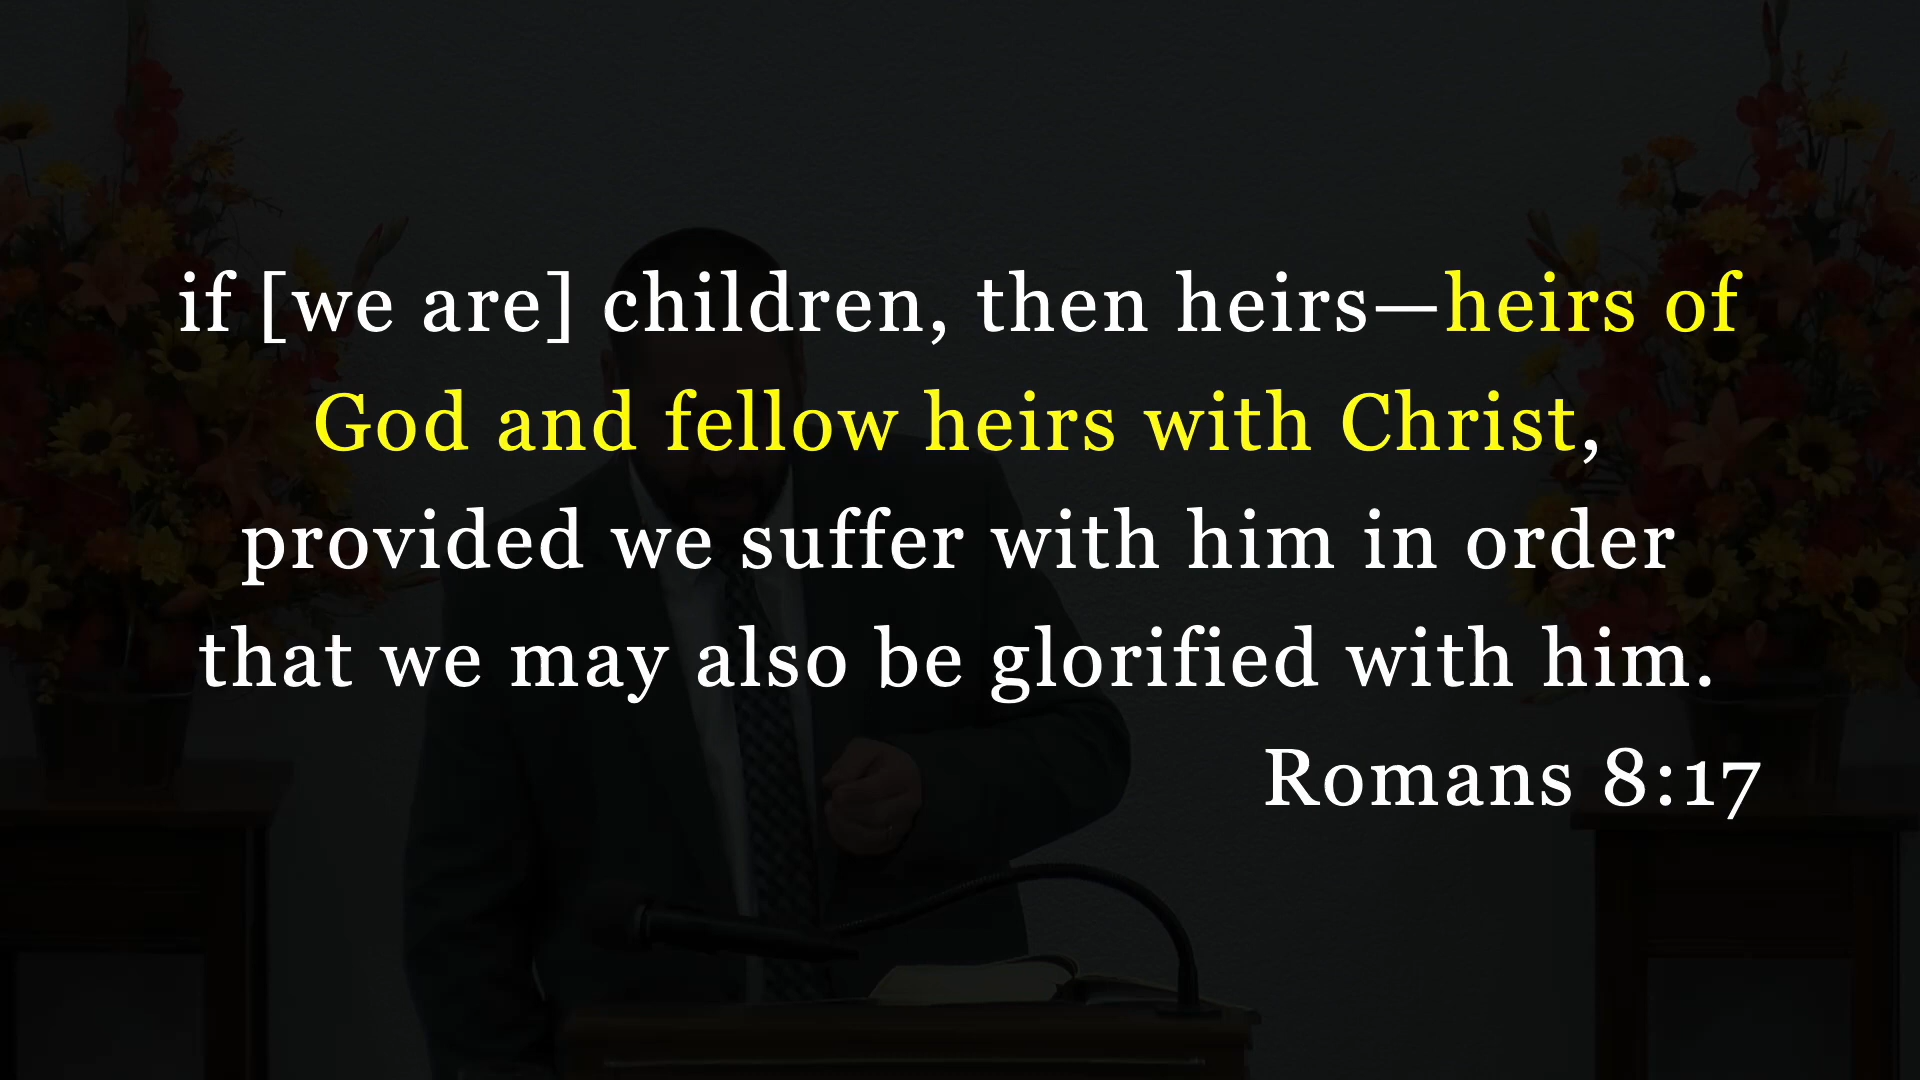 if [we are] children, then heirs—heirs of
God and fellow heirs with Christ,
provided we suffer with him in order
that we may also be glorified with him.
Romans 8:17